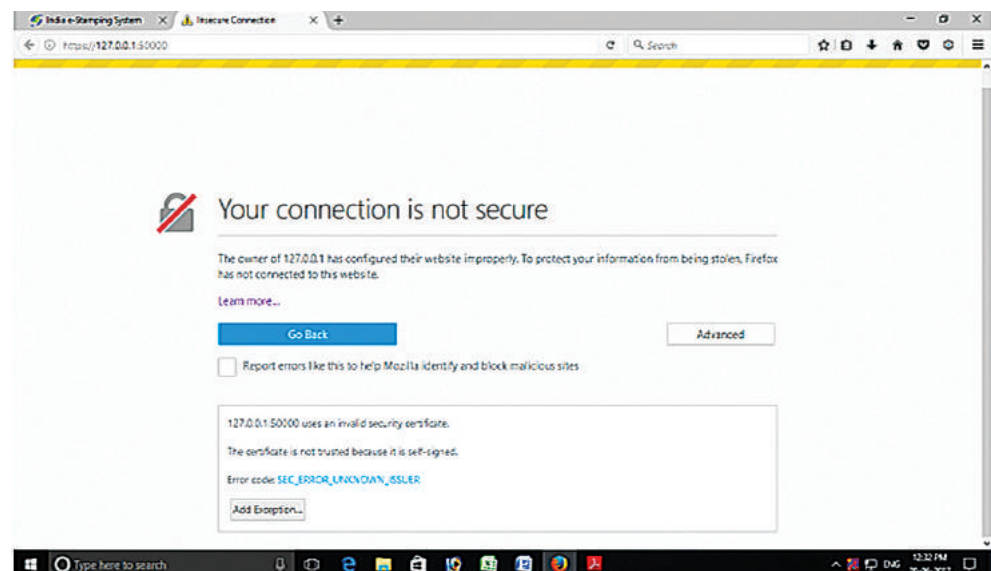 India e-Stamping System
Insecure Connection
https://127.0.0.1:50000
Search
Your connection is not secure
The owner of 127.0.0.1 has configured their website improperly. To protect your information from being stolen, Firefox
has not connected to this website.
Learn more...
Go Back
Advanced
Report errors like this to help Mozilla identify and block malicious sites
127.0.0.1:50000 uses an invalid security certificate.
The certificate is not trusted because it is self-signed.
Error code: SEC_ERROR_UNKNOWN_ISSUER
Add Exception...
Type here to search
ENG
12:32 PM